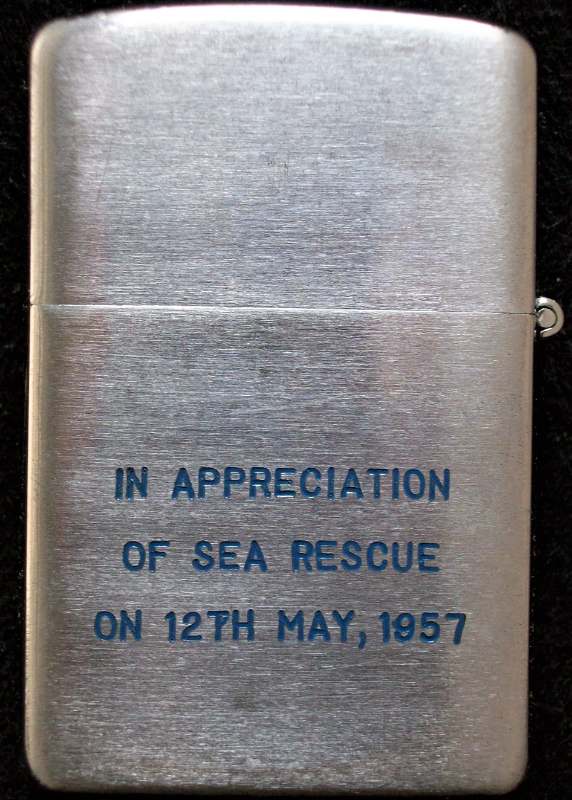 IN APPRECIATION
OF SEA RESCUE
ON 12TH MAY, 1957